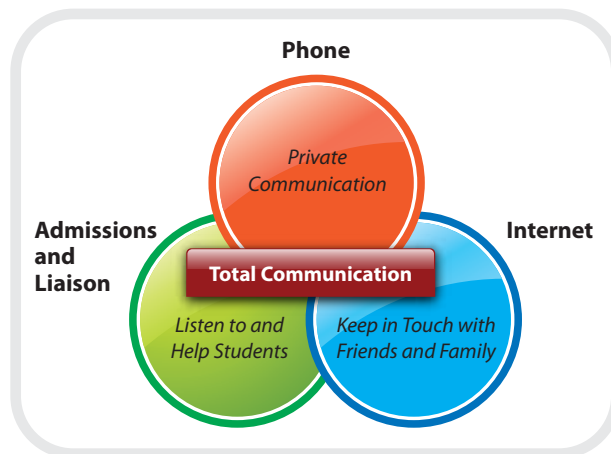 Phone
Private
Communication
Admissions
and
Liaison
Internet
Total Communication
Listen to and
Help Students
Keep in Touch with
Friends and Family